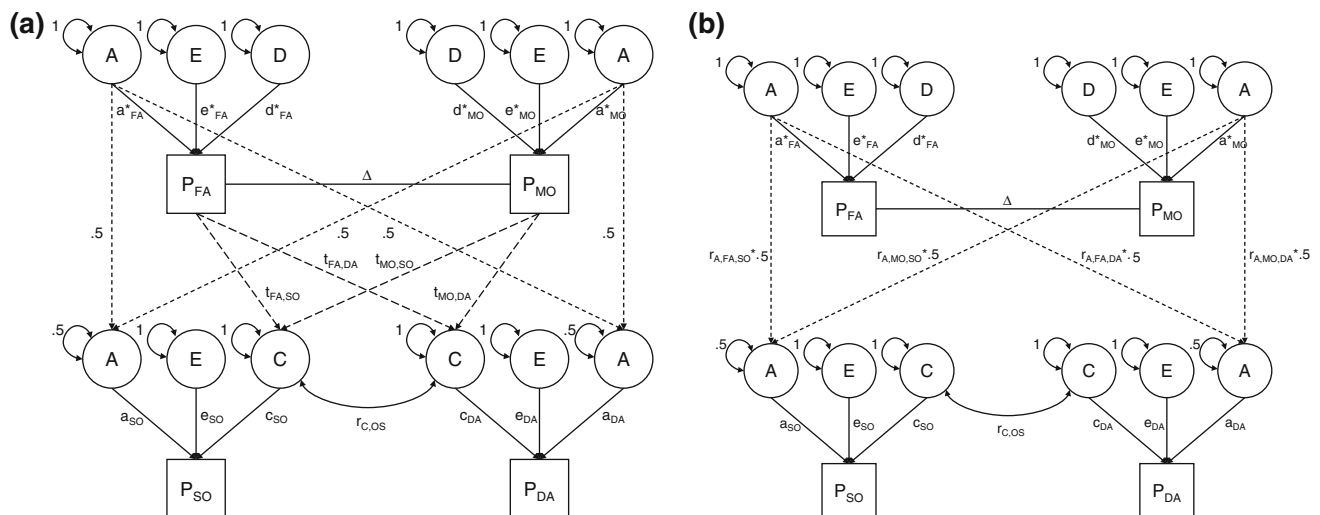 (a)
1 1 1 1 1 1
A E D D E A
a*FA e*FA d*FA d*MO e*MO a*MO
PFA Δ PMO
.5 .5 .5 .5
tFA,DA tMO,SO
tFA,SO tMO,DA
.5 1 1 1 1 .5
A E C C E A
aSO eSO cSO rC,OS cDA eDA aDA
PSO PDA
(b)
1 1 1 1 1 1
A E D D E A
a*FA e*FA d*FA d*MO e*MO a*MO
PFA Δ PMO
rA,FA,SO*.5 rA,MO,SO*.5 rA,FA,DA*.5 rA,MO,DA*.5
.5 1 1 1 1 .5
A E C C E A
aSO eSO cSO rC,OS cDA eDA aDA
PSO PDA